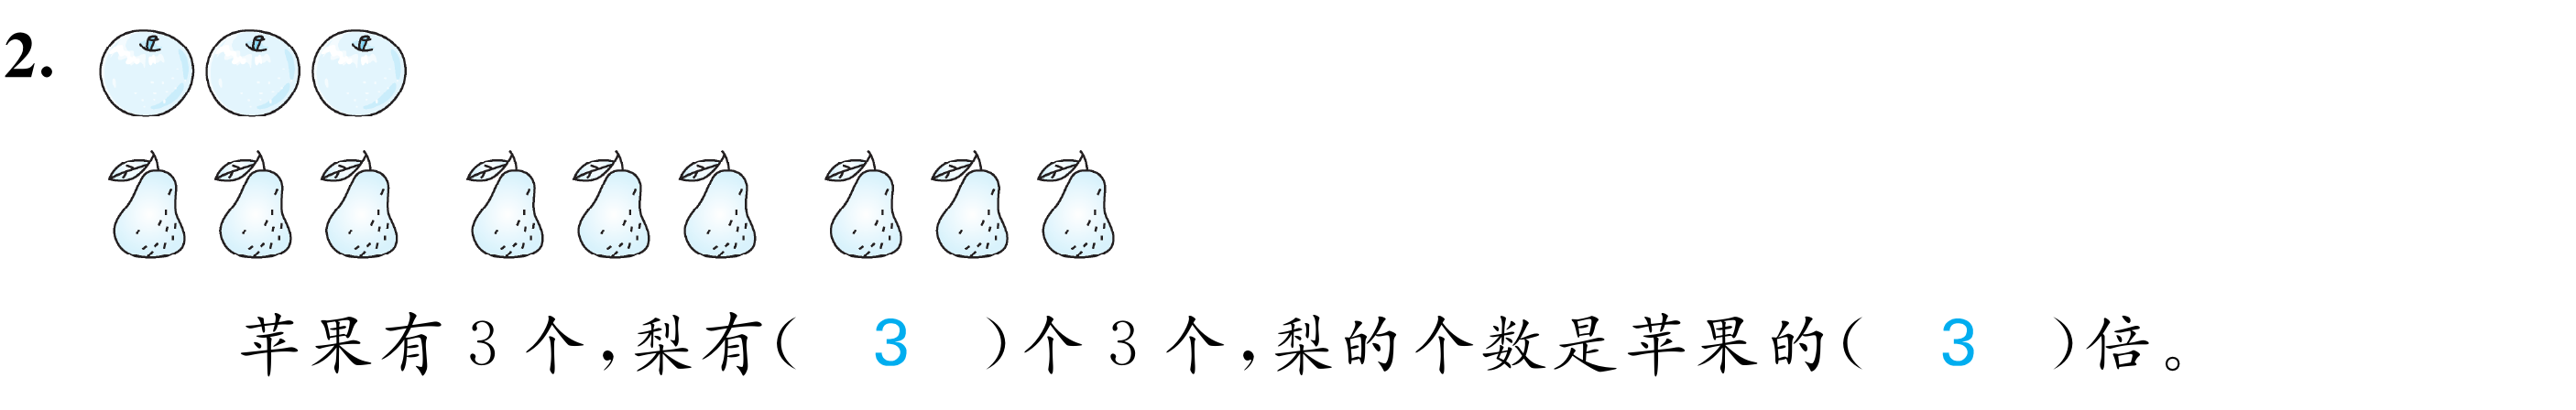 2.
苹果有 3 个,梨有( 3 )个 3 个,梨的个数是苹果的( 3 )倍。